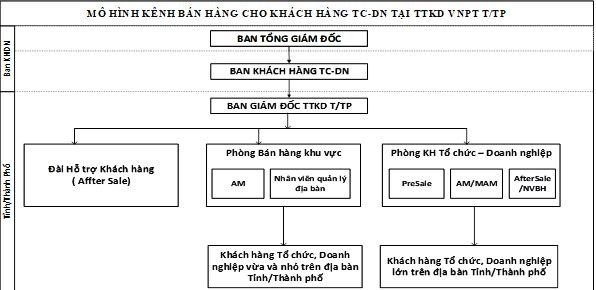 MÔ HÌNH KÊNH BÁN HÀNG CHO KHÁCH HÀNG TC-DN TẠI TTKD VNPT T/TP
Ban KHDN
BAN TỔNG GIÁM ĐỐC
BAN KHÁCH HÀNG TC-DN
Tỉnh/Thành Phố
BAN GIÁM ĐỐC TTKD T/TP
Đài Hỗ trợ Khách hàng
( Affter Sale)
Phòng Bán hàng khu vực
AM
Nhân viên quản lý
địa bàn
Phòng KH Tổ chức – Doanh nghiệp
PreSale
AM/MAM
AfterSale
/NVBH
Khách hàng Tổ chức, Doanh
nghiệp vừa và nhỏ trên địa bàn
Tỉnh/Thành phố
Khách hàng Tổ chức, Doanh nghiệp
lớn trên địa bàn Tỉnh/Thành phố